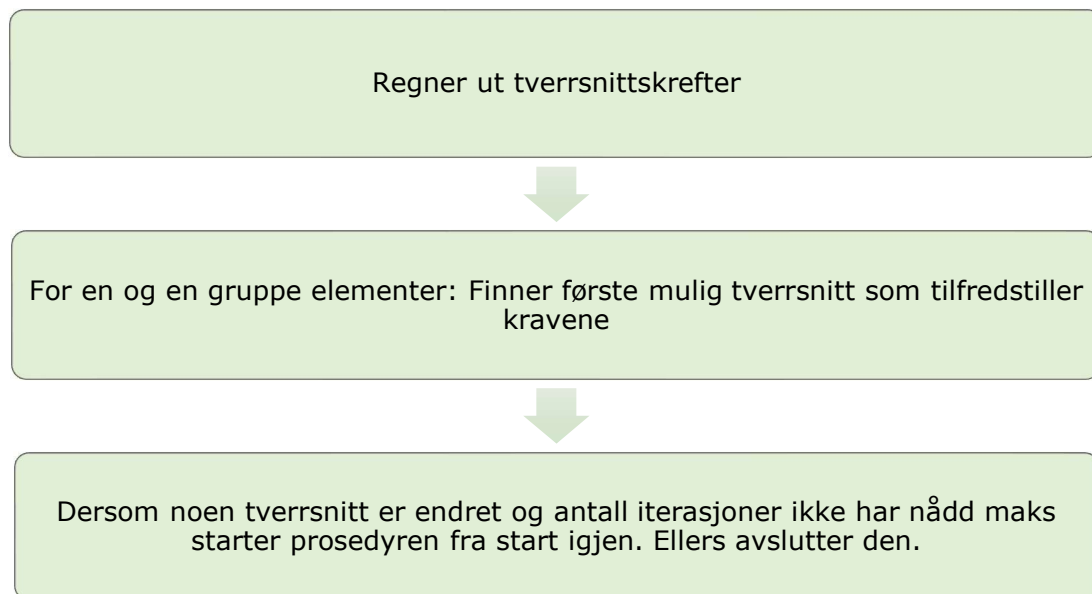 Regner ut tverrsnittskrefter
For en og en gruppe elementer: Finner første mulig tverrsnitt som tilfredstiller
kravene
Dersom noen tverrsnitt er endret og antall iterasjoner ikke har nådd maks
starter prosedyren fra start igjen. Ellers avslutter den.